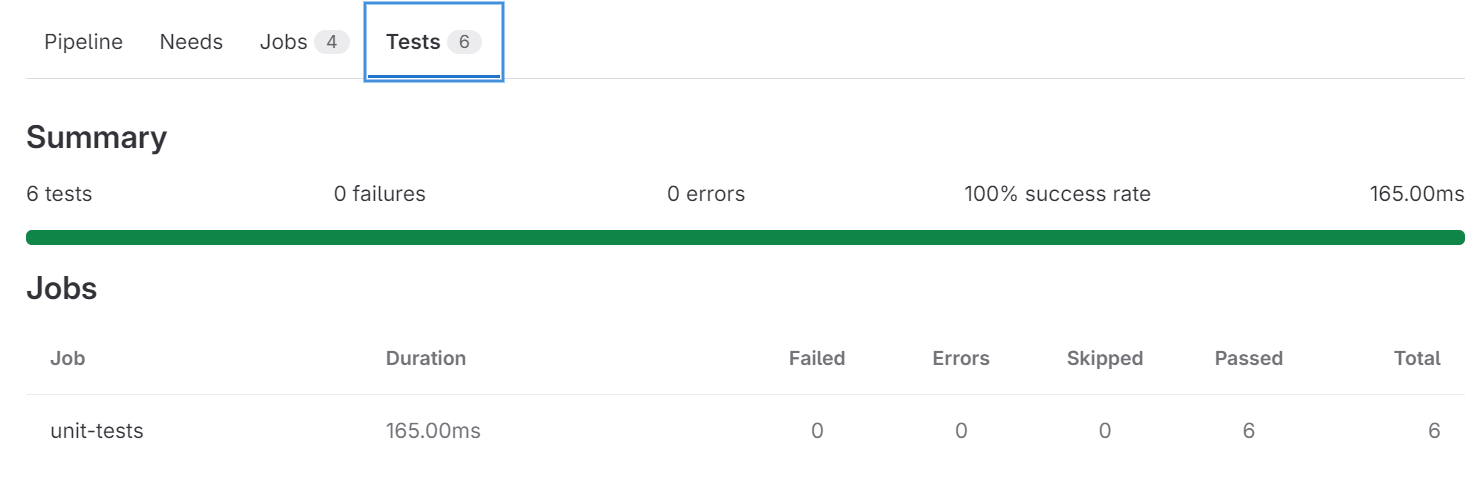 Pipeline Needs Jobs 4 Tests 6
Summary
6 tests 0 failures 0 errors 100% success rate 165.00ms
Jobs
Job Duration Failed Errors Skipped Passed Total
unit-tests 165.00ms 0 0 0 6 6